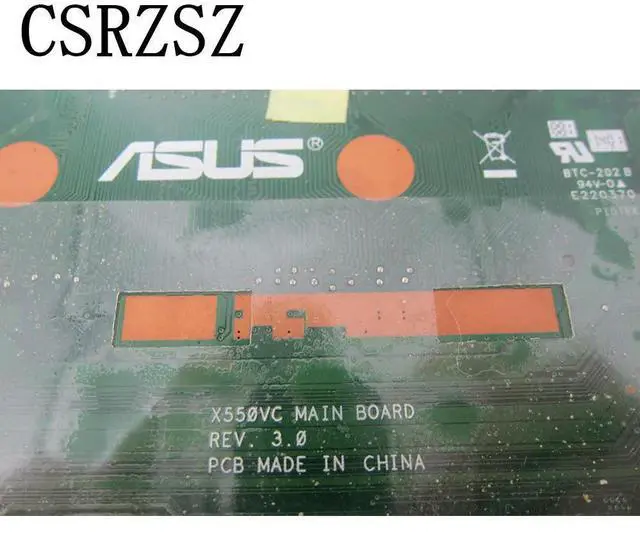 CSRZSZ
ASUS®
BTC-202 B
94V-0
E220370
X550VC MAIN BOARD
REV. 3.0
PCB MADE IN CHINA